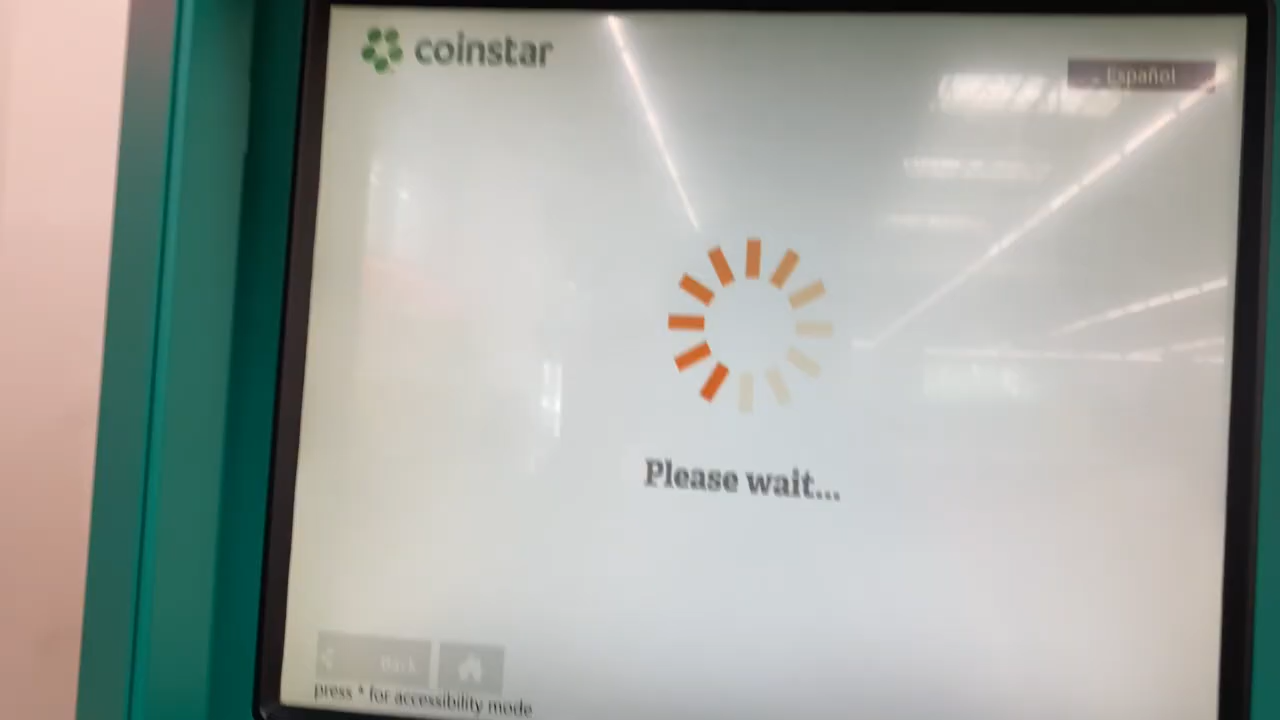 coinstar
Español
Please wait...
Back
press * for accessibility mode